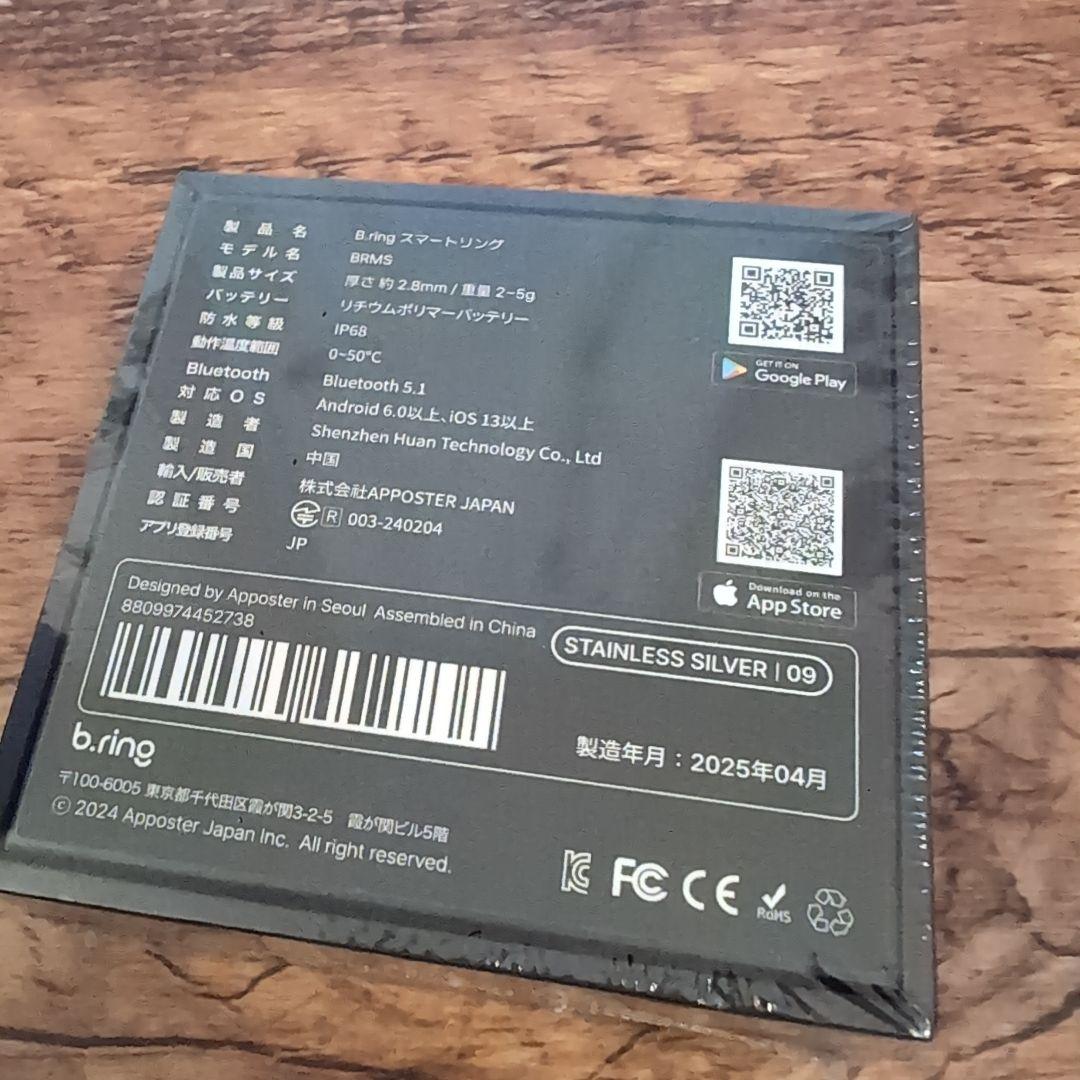 製品名 B.ring スマートリング
モデル名 BRMS
製品サイズ 厚さ 約 2.8mm / 重量 2~5g
バッテリー リチウムポリマーバッテリー
防水等級 IP68
動作温度範囲 0~50°C
Bluetooth Bluetooth 5.1
対応OS Android 6.0以上、iOS 13以上
製造者 Shenzhen Huan Technology Co., Ltd
製造国 中国
輸入/販売者 株式会社APPOSTER JAPAN
認証番号 R 003-240204
アプリ登録番号 JP
GET IT ON
Google Play
Download on the
App Store
Designed by Apposter in Seoul Assembled in China
8809974452738
STAINLESS SILVER | 09
製造年月：2025年04月
b.ring
〒100-6005 東京都千代田区霞が関3-2-5 霞が関ビル5階
© 2024 Apposter Japan Inc. All right reserved.
FC CE RoHS